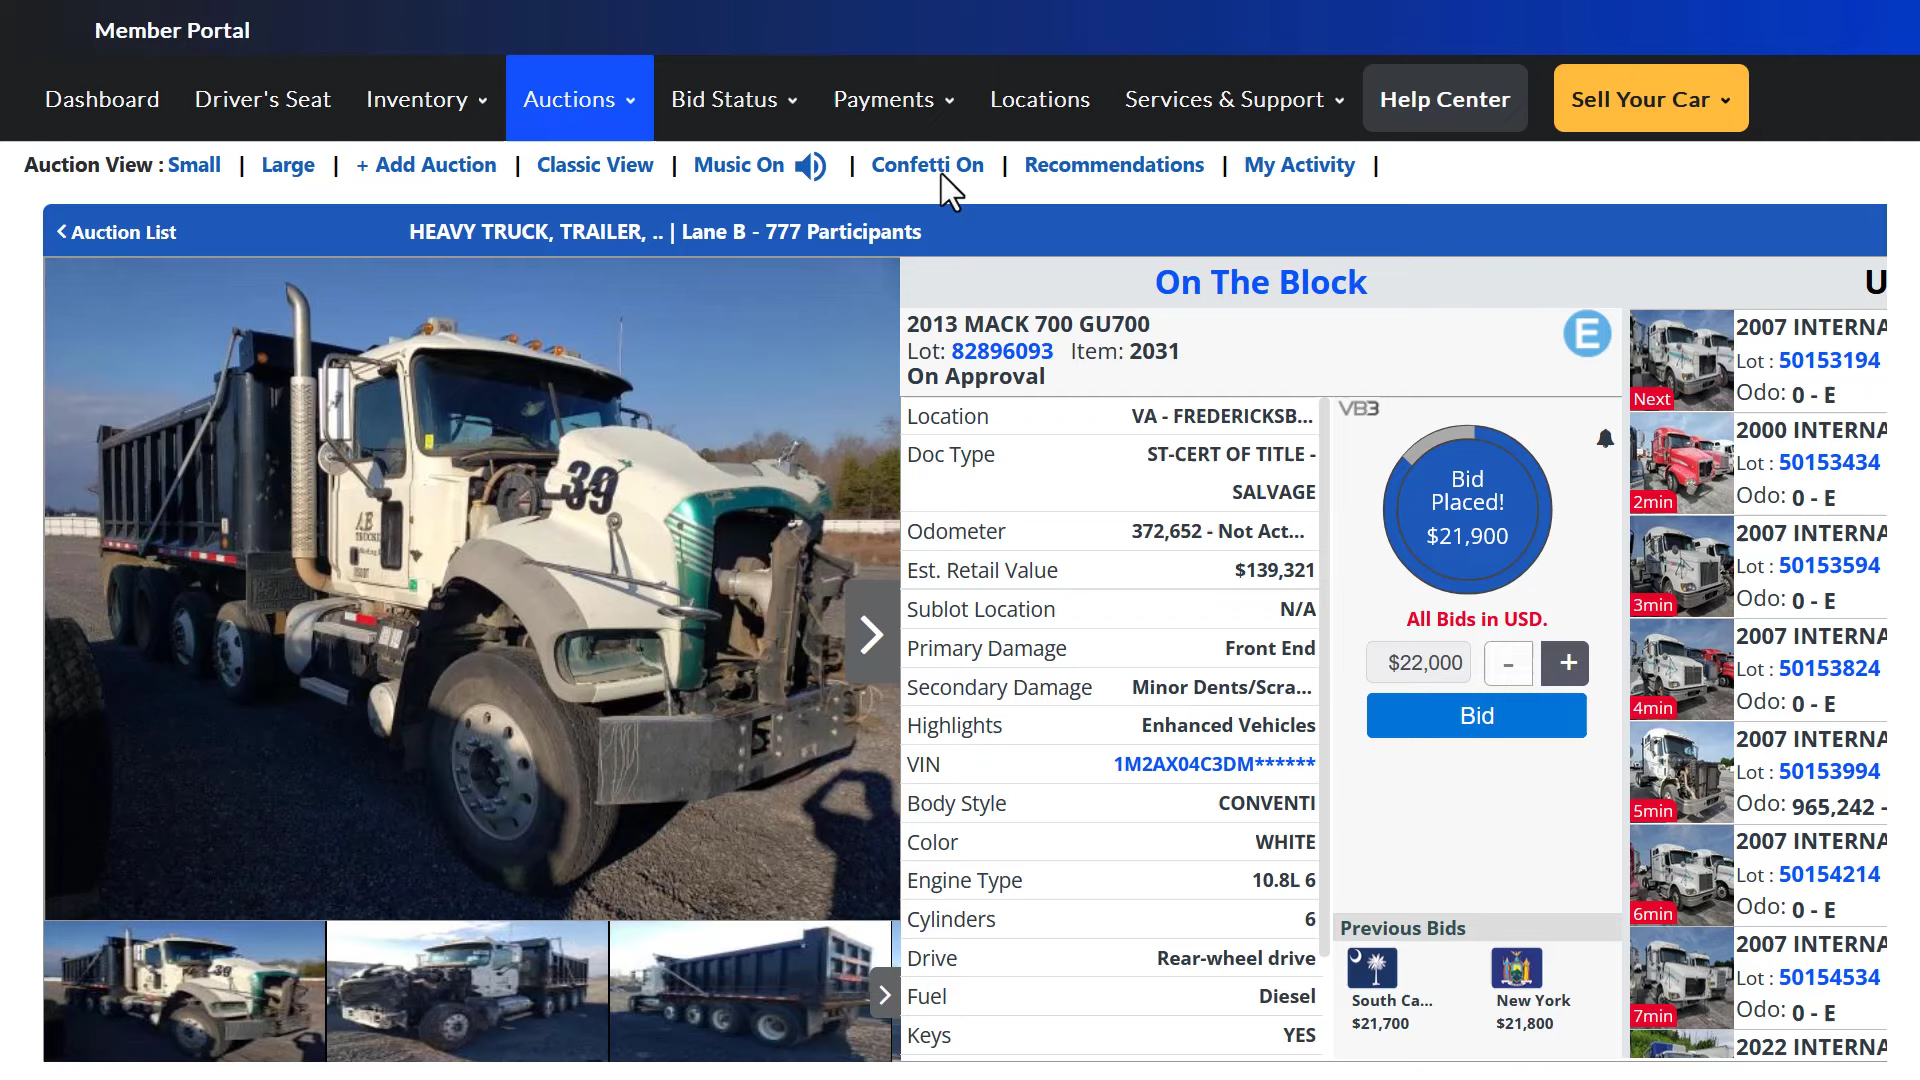 Member Portal
Dashboard Driver's Seat Inventory Auctions Bid Status Payments Locations Services & Support Help Center Sell Your Car
Auction View : Small | Large | + Add Auction | Classic View | Music On | Confetti On | Recommendations | My Activity |
Auction List
HEAVY TRUCK, TRAILER, .. | Lane B - 777 Participants
On The Block
U
2013 MACK 700 GU700
Lot: 82896093 Item: 2031
On Approval
E
Location VA - FREDERICKSB...
Doc Type ST-CERT OF TITLE -
SALVAGE
Odometer 372,652 - Not Act...
Est. Retail Value $139,321
Sublot Location N/A
Primary Damage Front End
Secondary Damage Minor Dents/Scra...
Highlights Enhanced Vehicles
VIN 1M2AX04C3DM******
Body Style CONVENTI
Color WHITE
Engine Type 10.8L 6
Cylinders 6
Drive Rear-wheel drive
Fuel Diesel
Keys YES
VB3
Bid
Placed!
$21,900
All Bids in USD.
$22,000 - +
Bid
Previous Bids
South Ca...
$21,700
New York
$21,800
2007 INTERNA
Lot : 50153194
Odo: 0 - E
Next
2000 INTERNA
Lot : 50153434
Odo: 0 - E
2min
2007 INTERNA
Lot : 50153594
Odo: 0 - E
3min
2007 INTERNA
Lot : 50153824
Odo: 0 - E
4min
2007 INTERNA
Lot : 50153994
Odo: 965,242 -
5min
2007 INTERNA
Lot : 50154214
Odo: 0 - E
6min
2007 INTERNA
Lot : 50154534
Odo: 0 - E
7min
2022 INTERNA
39